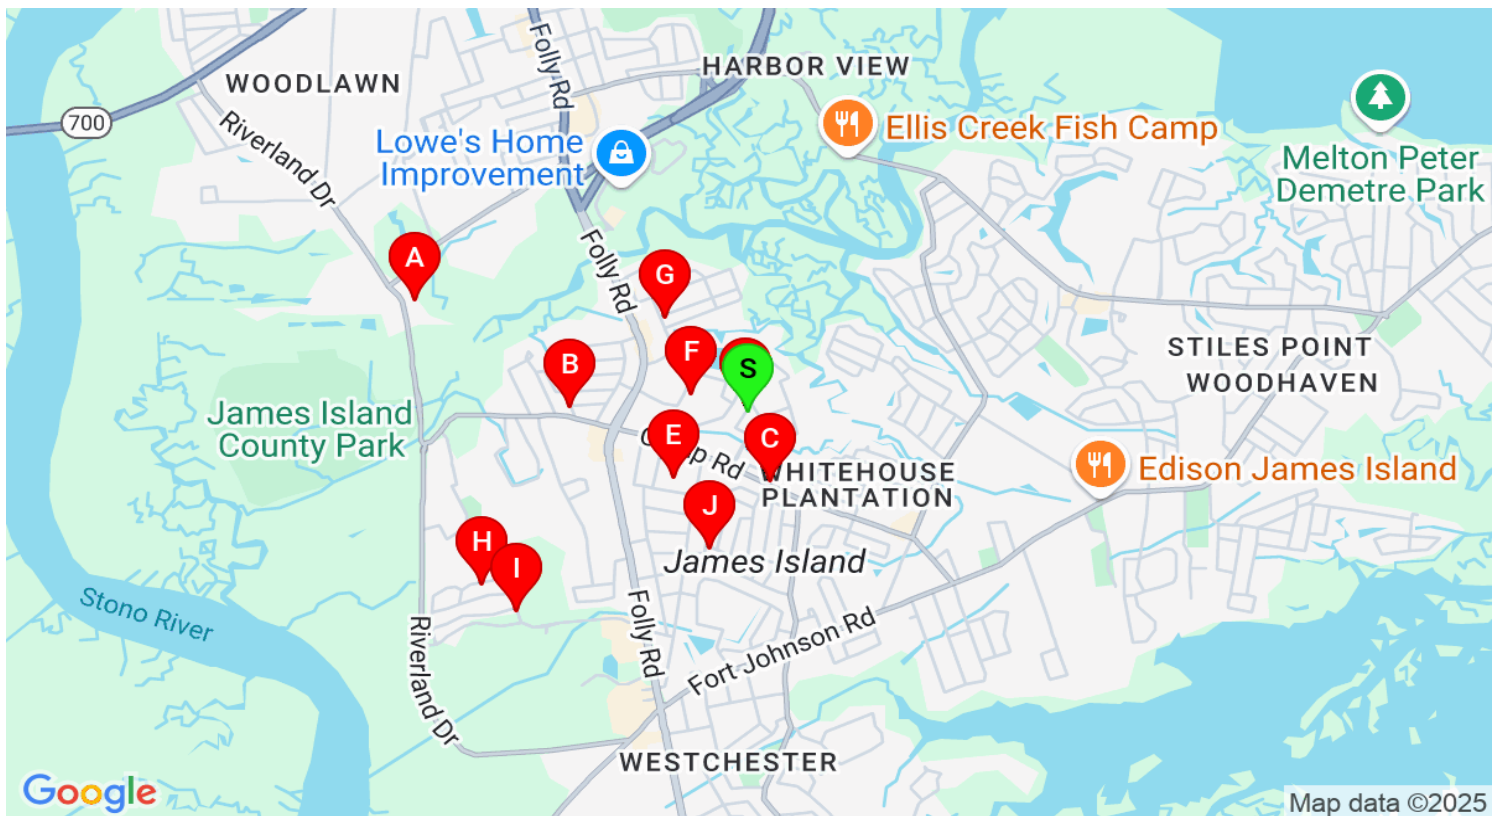 Folly Rd
HARBOR VIEW
WOODLAWN
700
Ellis Creek Fish Camp
Lowe's Home
Improvement
Riverland Dr
Melton Peter
Demetre Park
A
Folly Rd
G
STILES POINT
WOODHAVEN
F
B
S
James Island
County Park
E
C
Rd
WHITEHOUSE
PLANTATION
Edison James Island
J
H
I
James Island
Stono River
Riverland Dr
Folly Rd
Fort Johnson Rd
WESTCHESTER
Google
Map data ©2025